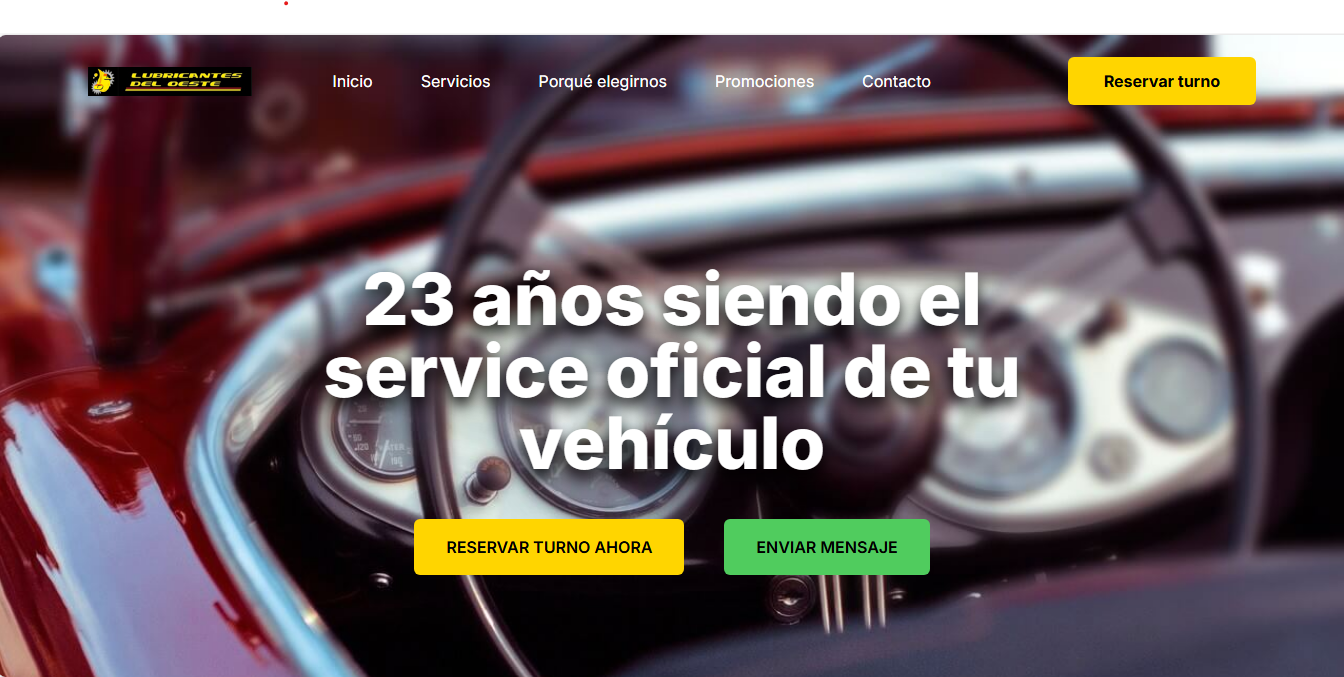 LUBRICANTES
DEL OESTE
Inicio
Servicios
Porqué elegirnos
Promociones
Contacto
Reservar turno
23 años siendo el
service oficial de tu
vehículo
RESERVAR TURNO AHORA
ENVIAR MENSAJE